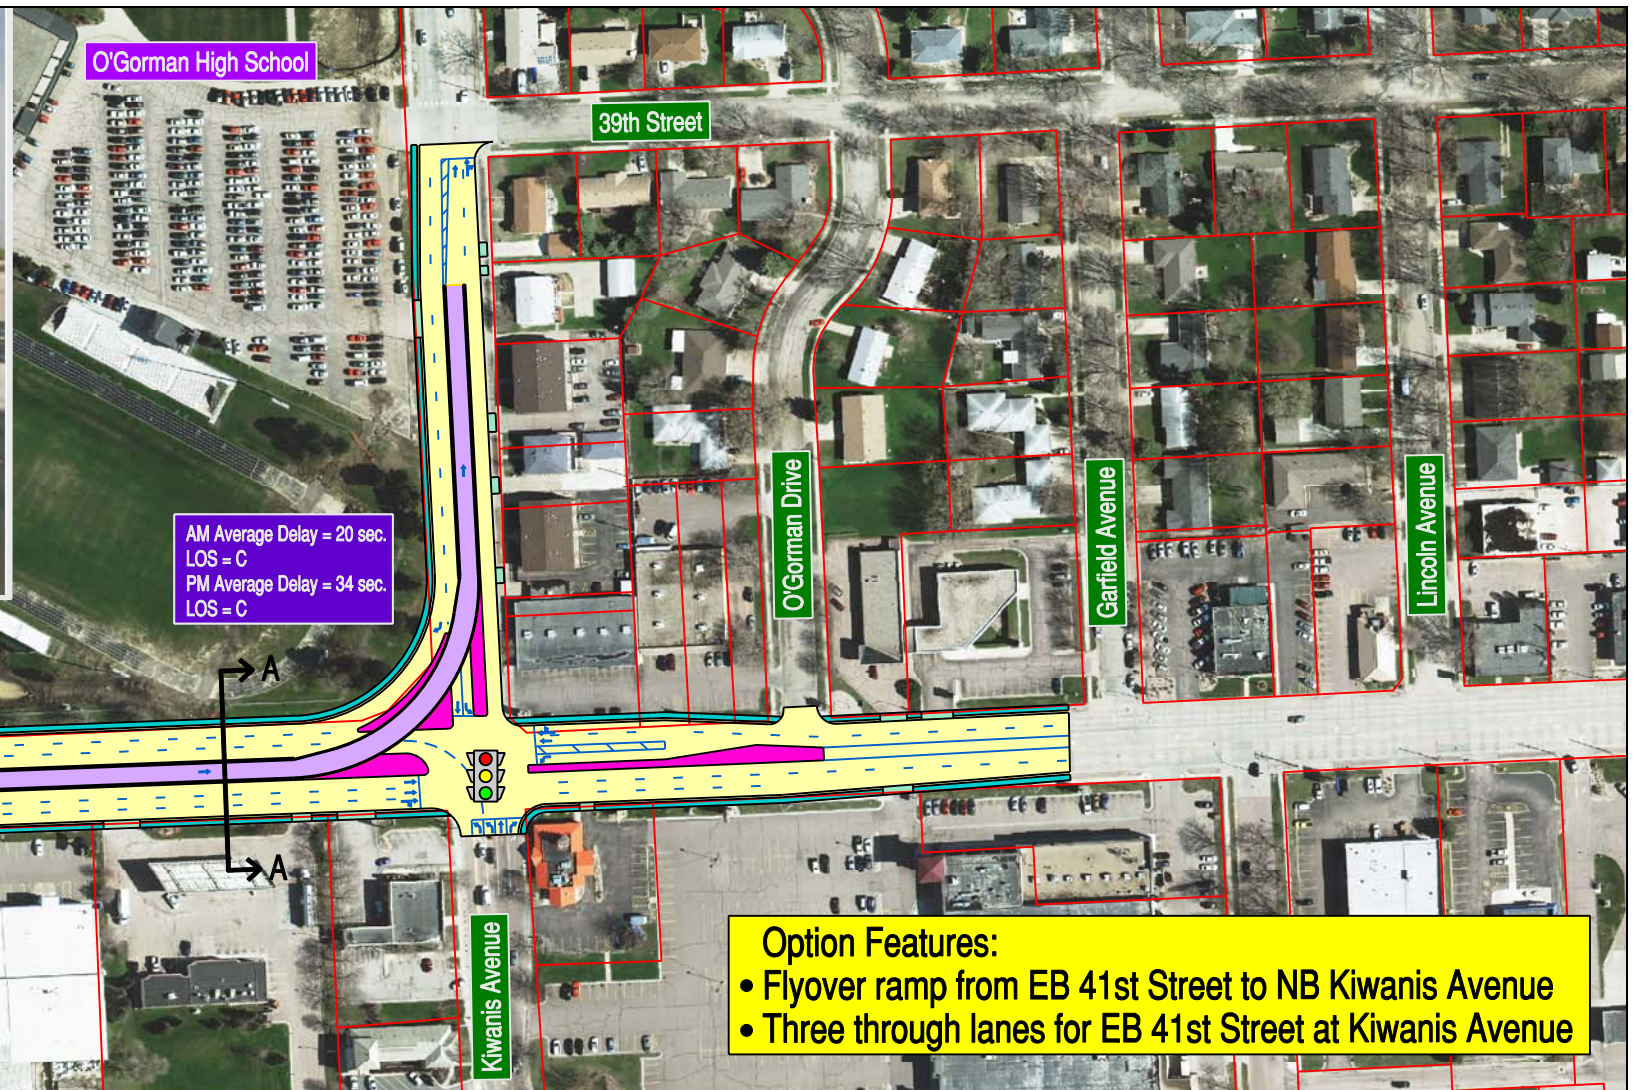 O'Gorman High School
39th Street
O'Gorman Drive
Garfield Avenue
Lincoln Avenue
AM Average Delay = 20 sec.
LOS = C
PM Average Delay = 34 sec.
LOS = C
A
A
Kiwanis Avenue
Option Features:
• Flyover ramp from EB 41st Street to NB Kiwanis Avenue
• Three through lanes for EB 41st Street at Kiwanis Avenue